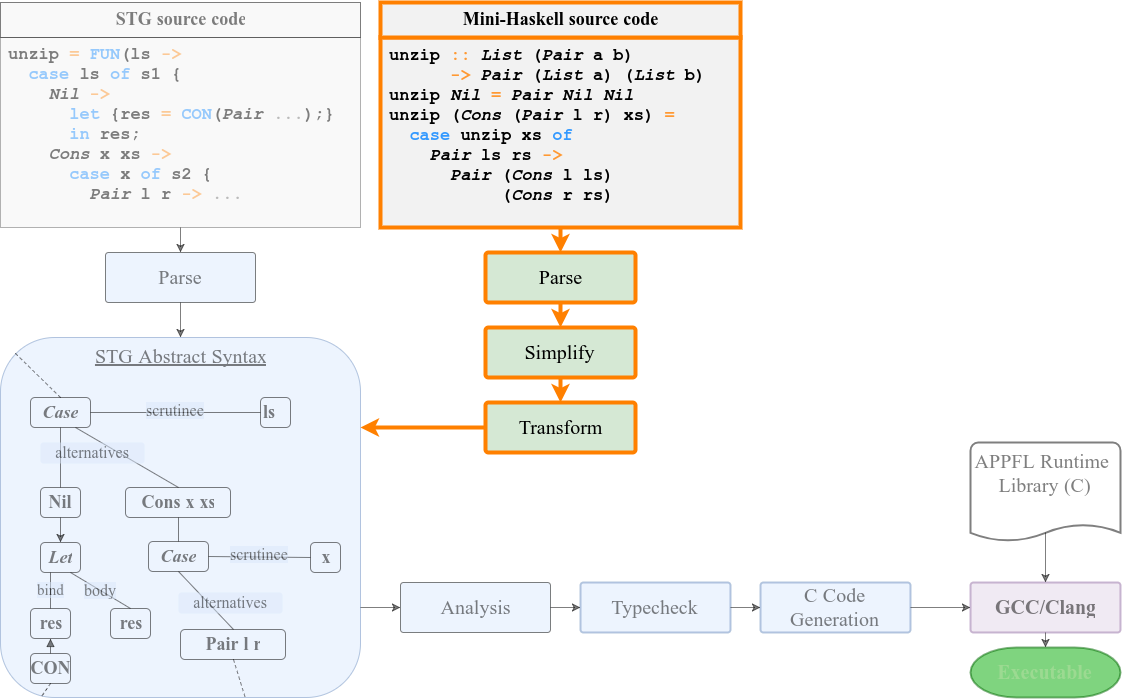 STG source code
unzip = FUN(ls ->
case ls of s1 {
Nil ->
let {res = CON(Pair ...);}
in res;
Cons x xs ->
case x of s2 {
Pair l r -> ...
Mini-Haskell source code
unzip :: List (Pair a b)
-> Pair (List a) (List b)
unzip Nil = Pair Nil Nil
unzip (Cons (Pair l r) xs) =
case unzip xs of
Pair ls rs ->
Pair (Cons l ls)
(Cons r rs)
Parse
Parse
Simplify
Transform
STG Abstract Syntax
Case
scrutinee
ls
alternatives
Nil
Cons x xs
Let
Case
scrutinee
x
bind
body
alternatives
res
res
Pair l r
CON
Analysis
Typecheck
C Code
Generation
APPFL Runtime
Library (C)
GCC/Clang
Executable